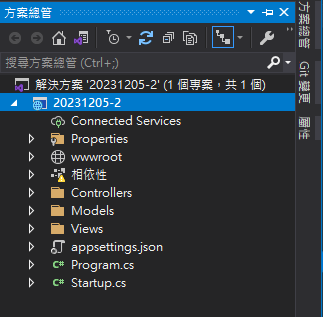 方案總管
搜尋方案總管 (Ctrl+;)
解決方案 '20231205-2' (1 個專案，共 1 個)
20231205-2
Connected Services
Properties
wwwroot
相依性
Controllers
Models
Views
appsettings.json
Program.cs
Startup.cs
方案總管
Git 變更
屬性